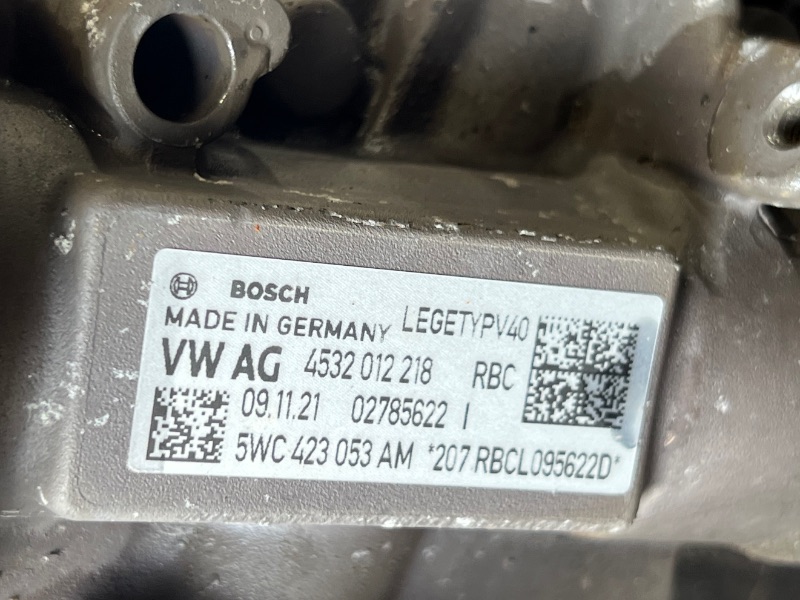 BOSCH
MADE IN GERMANY LEGETYPV40
VW AG 4532 012 218 RBC
09.11.21 02785622 I
5WC 423 053 AM *207 RBCL095622D*